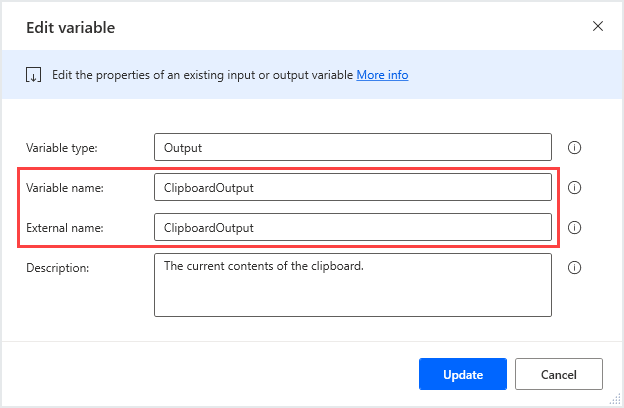 Edit variable
Edit the properties of an existing input or output variable More info
Variable type: Output
Variable name: ClipboardOutput
External name: ClipboardOutput
Description: The current contents of the clipboard.
Update Cancel